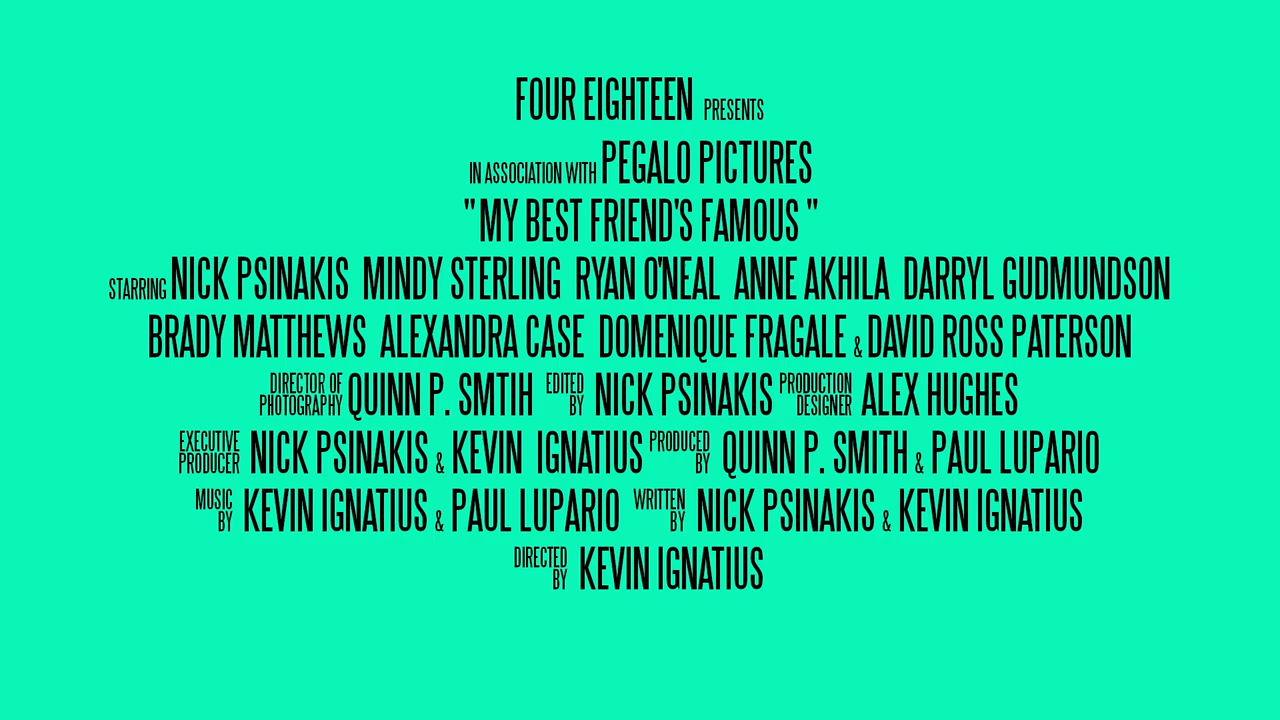 FOUR EIGHTEEN PRESENTS
IN ASSOCIATION WITH PEGALO PICTURES
"MY BEST FRIEND'S FAMOUS "
STARRING NICK PSINAKIS MINDY STERLING RYAN O'NEAL ANNE AKHILA DARRYL GUDMUNDSON
BRADY MATTHEWS ALEXANDRA CASE DOMENIQUE FRAGALE & DAVID ROSS PATERSON
DIRECTOR OF PHOTOGRAPHY QUINN P. SMTIH EDITED BY NICK PSINAKIS PRODUCTION DESIGNER ALEX HUGHES
EXECUTIVE PRODUCER NICK PSINAKIS & KEVIN IGNATIUS PRODUCED BY QUINN P. SMITH & PAUL LUPARIO
MUSIC BY KEVIN IGNATIUS & PAUL LUPARIO WRITTEN BY NICK PSINAKIS & KEVIN IGNATIUS
DIRECTED BY KEVIN IGNATIUS